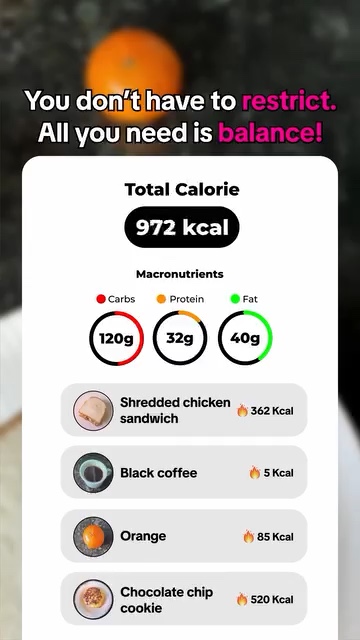 You don't have to restrict.
All you need is balance!
Total Calorie
972 kcal
Macronutrients
Carbs Protein Fat
120g 32g 40g
Shredded chicken
sandwich
🔥 362 Kcal
Black coffee 🔥 5 Kcal
Orange 🔥 85 Kcal
Chocolate chip
cookie
🔥 520 Kcal